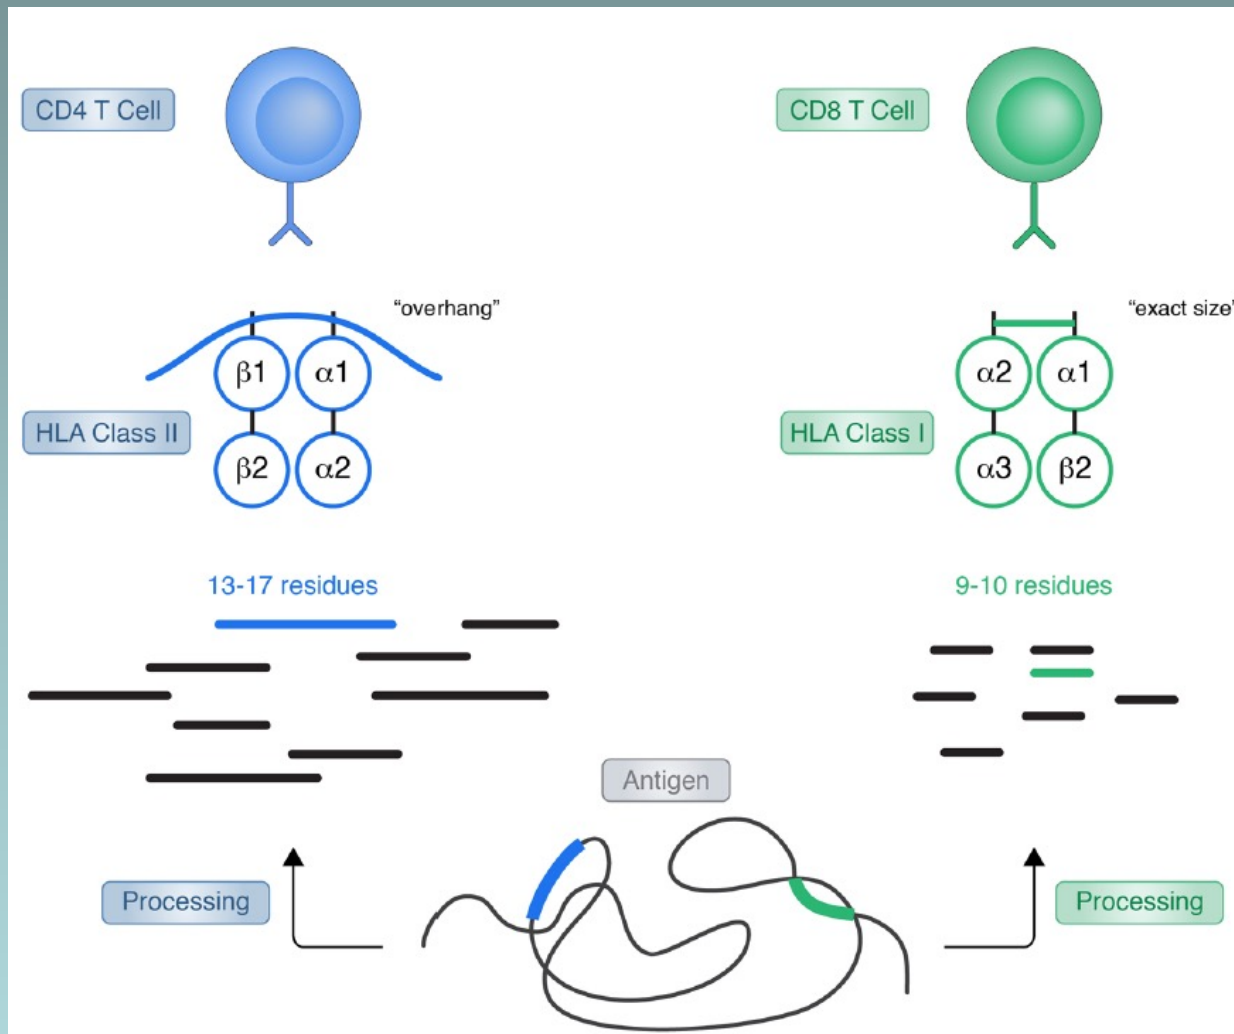 CD4 T Cell
CD8 T Cell
“overhang”
“exact size”
β1
α1
α2
α1
HLA Class II
HLA Class I
β2
α2
α3
β2
13-17 residues
9-10 residues
Antigen
Processing
Processing